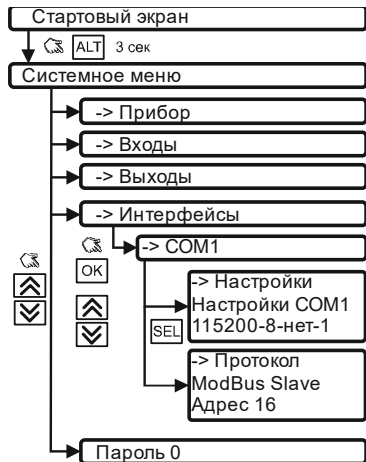 Стартовый экран
ALT 3 сек
Системное меню
-> Прибор
-> Входы
-> Выходы
-> Интерфейсы
-> COM1
OK
-> Настройки
Настройки COM1
115200-8-нет-1
SEL
-> Протокол
ModBus Slave
Адрес 16
Пароль 0